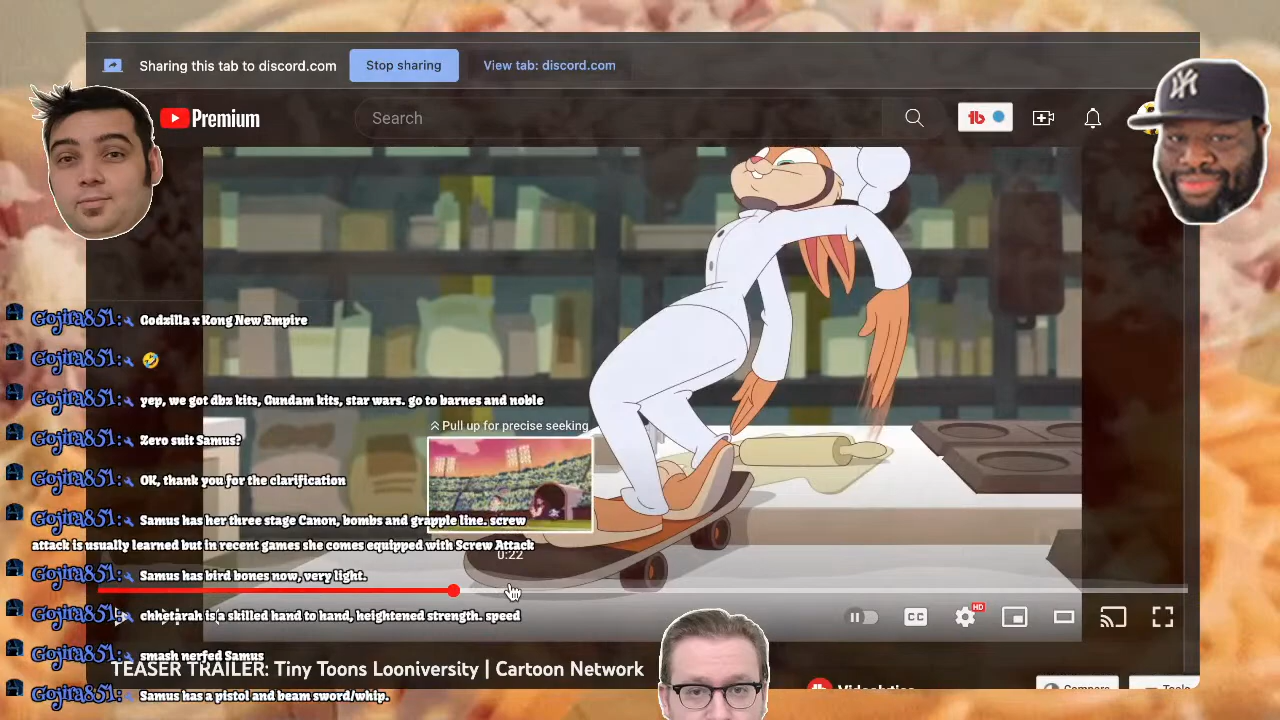 Sharing this tab to discord.com
Stop sharing
View tab: discord.com
Premium
Search
Gojira851: Godzilla x Kong New Empire
Gojira851: 🤣
Gojira851: yep, we got dbz kits, Gundam kits, star wars. go to barnes and noble
Pull up for precise seeking
Gojira851: Zero suit Samus?
Gojira851: OK, thank you for the clarification
Gojira851: Samus has her three stage Canon, bombs and grapple line. screw
attack is usually learned but in recent games she comes equipped with Screw Attack
0:22
Gojira851: Samus has bird bones now, very light.
Gojira851: chhetarah is a skilled hand to hand, heightened strength. speed
CC
HD
Gojira851: smash nerfed Samus
TEASER TRAILER: Tiny Toons Looniversity | Cartoon Network
Gojira851: Samus has a pistol and beam sword/whip.